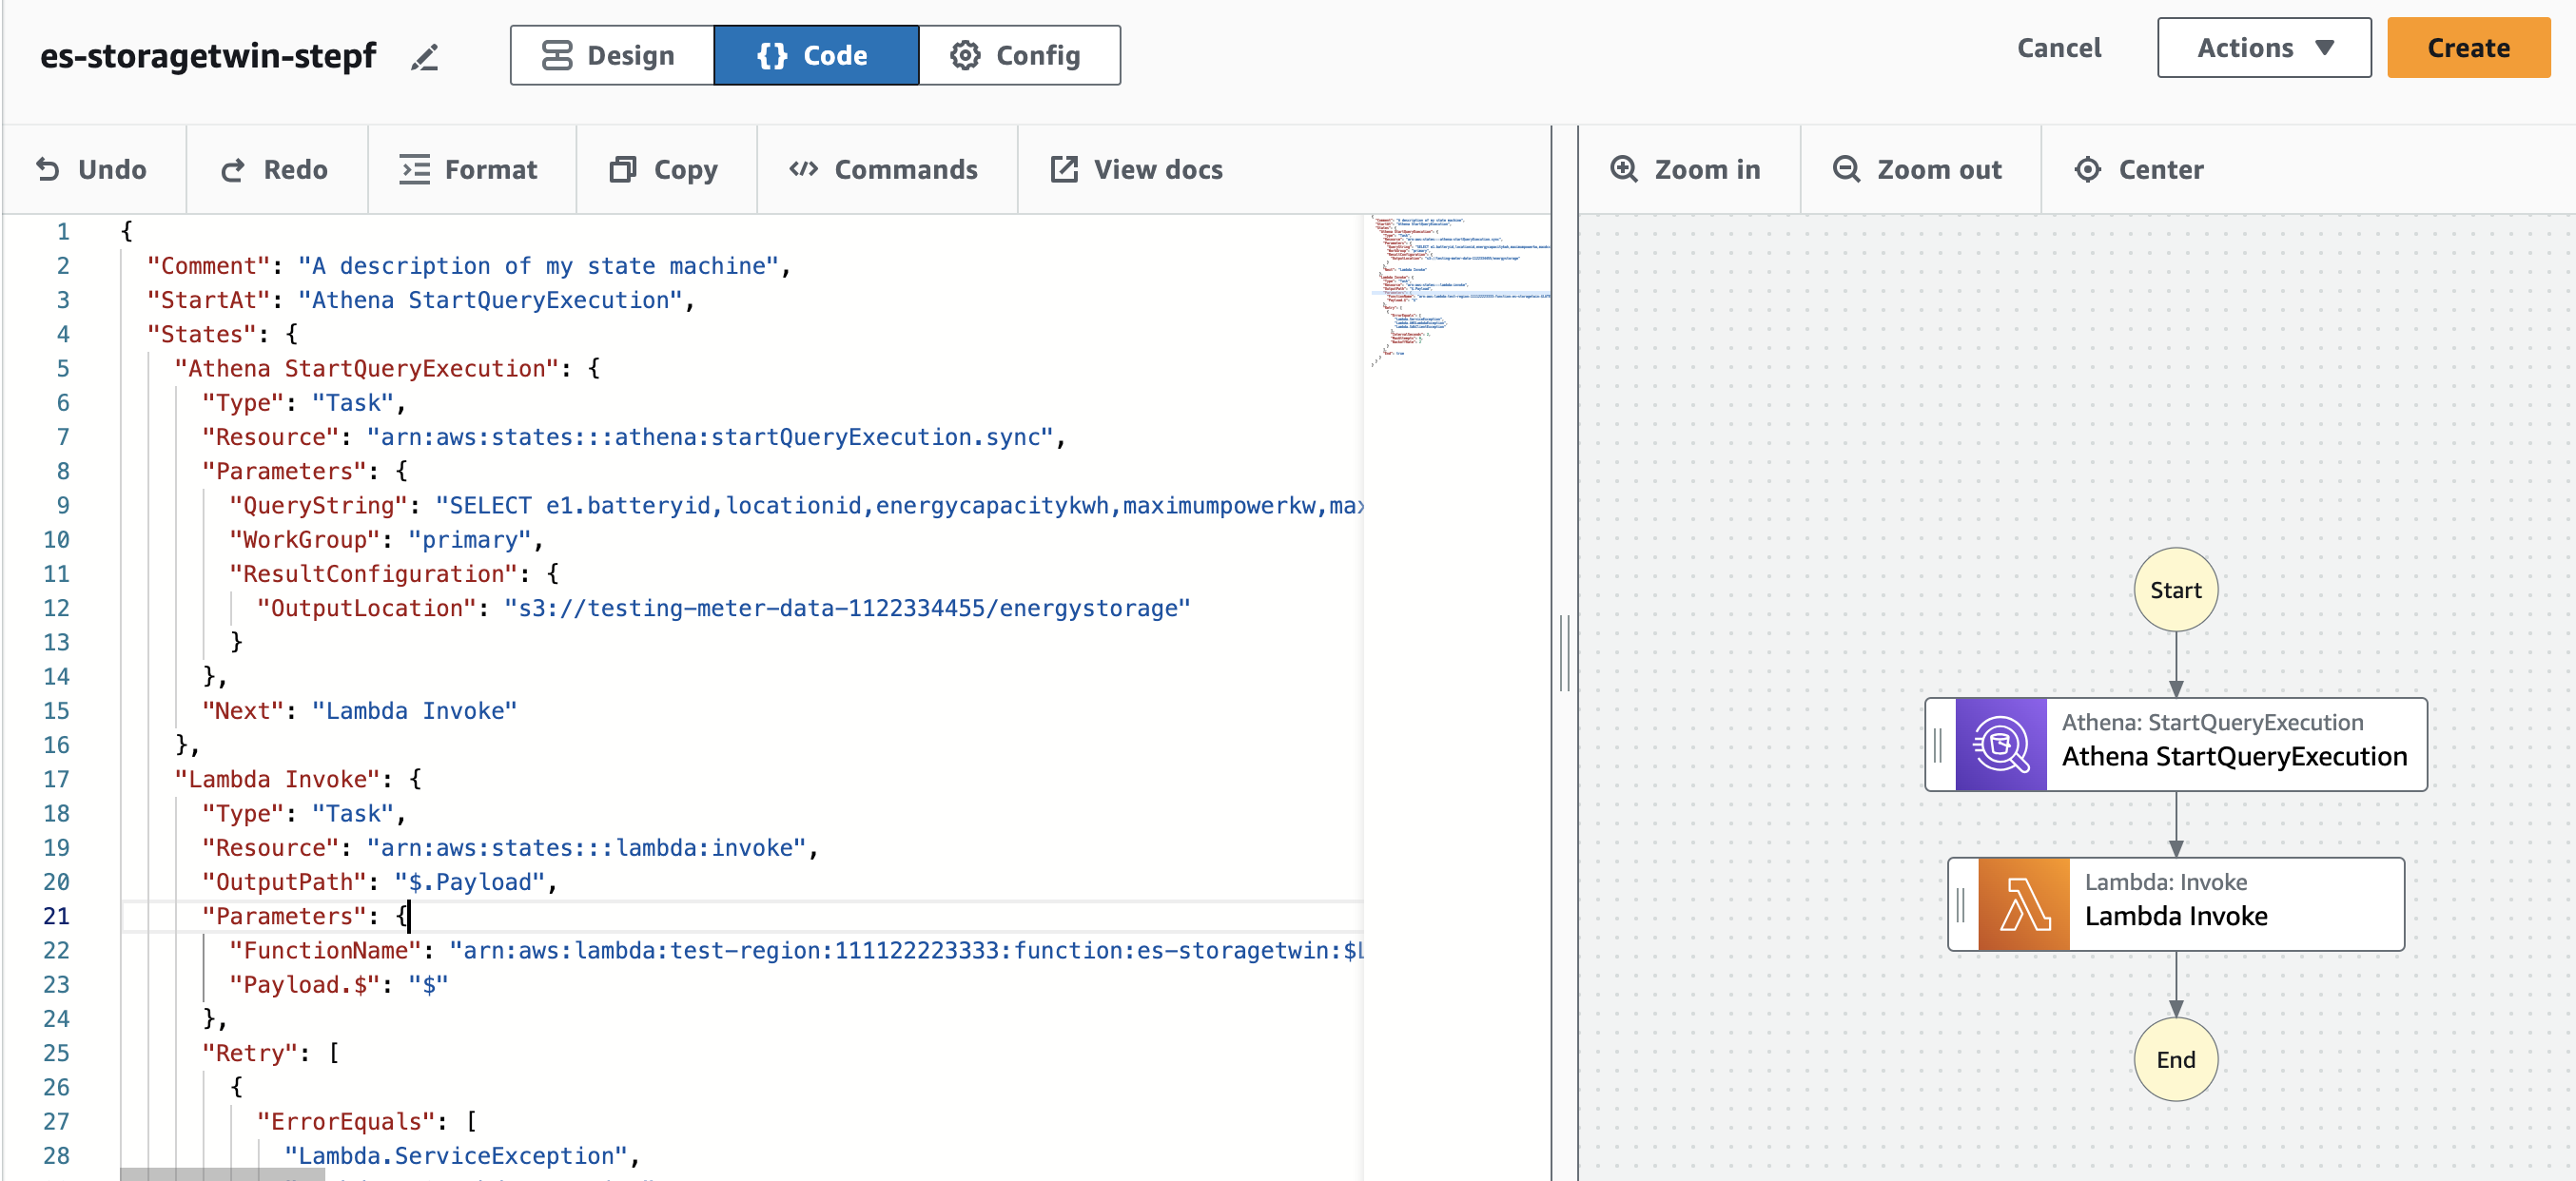 es-storagetwin-stepf
Design
{} Code
Config
Cancel
Actions
Create
Undo
Redo
Format
Copy
Commands
View docs
Zoom in
Zoom out
Center
1 {
2 "Comment": "A description of my state machine",
3 "StartAt": "Athena StartQueryExecution",
4 "States": {
5 "Athena StartQueryExecution": {
6 "Type": "Task",
7 "Resource": "arn:aws:states:::athena:startQueryExecution.sync",
8 "Parameters": {
9 "QueryString": "SELECT e1.batteryid,locationid,energycapacitykwh,maximumpowerkw,max
10 "WorkGroup": "primary",
11 "ResultConfiguration": {
12 "OutputLocation": "s3://testing-meter-data-1122334455/energystorage"
13 }
14 },
15 "Next": "Lambda Invoke"
16 },
17 "Lambda Invoke": {
18 "Type": "Task",
19 "Resource": "arn:aws:states:::lambda:invoke",
20 "OutputPath": "$.Payload",
21 "Parameters": {
22 "FunctionName": "arn:aws:lambda:test-region:111122223333:function:es-storagetwin:$L
23 "Payload.$": "$"
24 },
25 "Retry": [
26 {
27 "ErrorEquals": [
28 "Lambda.ServiceException",
Start
Athena: StartQueryExecution
Athena StartQueryExecution
Lambda: Invoke
Lambda Invoke
End